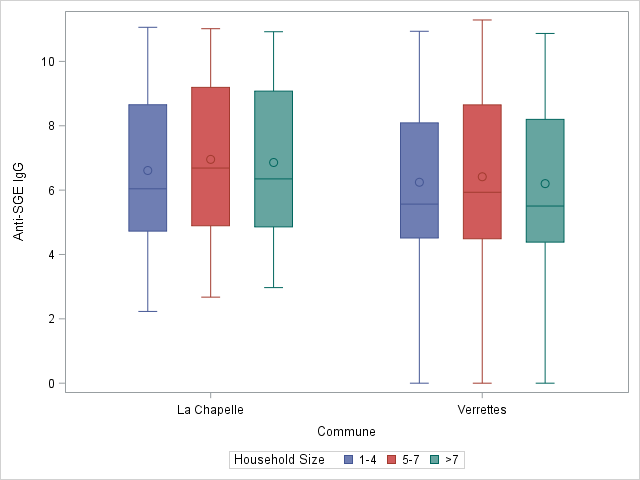 10
8
6
4
2
0
Anti-SGE IgG
La Chapelle Verrettes
Commune
Household Size 1-4 5-7 >7